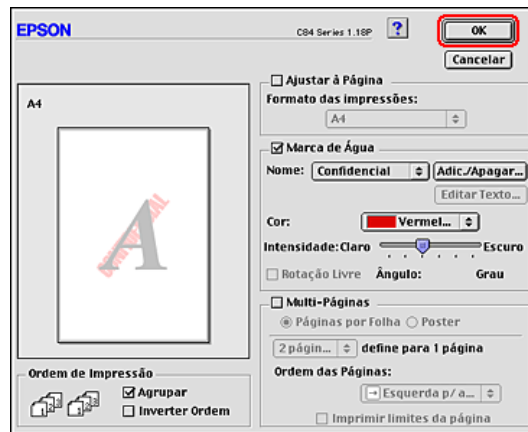 EPSON
C84 Series 1.18P
?
OK
Cancelar
A4
CONFIDENCIAL
A
Ajustar à Página
Formato das impressões:
A4
Marca de Água
Nome: Confidencial Adic./Apagar...
Editar Texto...
Cor: Vermel...
Intensidade: Claro Escuro
Rotação Livre Ângulo: Grau
Multi-Páginas
Páginas por Folha Poster
2 págin... define para 1 página
Ordem das Páginas:
Esquerda p/ a...
Imprimir limites da página
Ordem de Impressão
Agrupar
Inverter Ordem